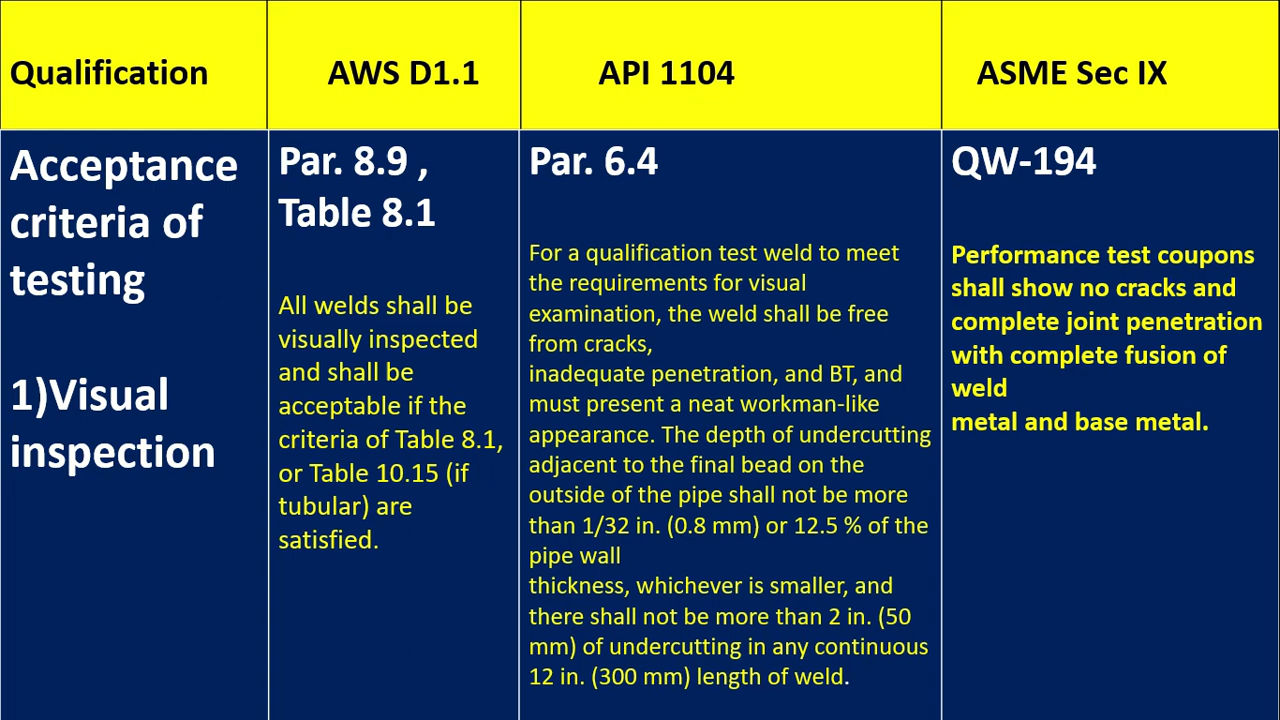 Qualification
AWS D1.1
API 1104
ASME Sec IX
Acceptance
criteria of
testing
1)Visual
inspection
Par. 8.9 ,
Table 8.1
All welds shall be
visually inspected
and shall be
acceptable if the
criteria of Table 8.1,
or Table 10.15 (if
tubular) are
satisfied.
Par. 6.4
For a qualification test weld to meet
the requirements for visual
examination, the weld shall be free
from cracks,
inadequate penetration, and BT, and
must present a neat workman-like
appearance. The depth of undercutting
adjacent to the final bead on the
outside of the pipe shall not be more
than 1/32 in. (0.8 mm) or 12.5 % of the
pipe wall
thickness, whichever is smaller, and
there shall not be more than 2 in. (50
mm) of undercutting in any continuous
12 in. (300 mm) length of weld.
QW-194
Performance test coupons
shall show no cracks and
complete joint penetration
with complete fusion of
weld
metal and base metal.